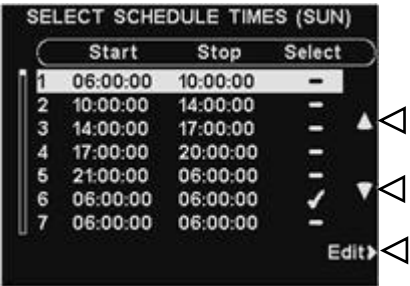 SELECT SCHEDULE TIMES (SUN)
Start Stop Select
1 06:00:00 10:00:00 –
2 10:00:00 14:00:00 –
3 14:00:00 17:00:00 –
4 17:00:00 20:00:00 –
5 21:00:00 06:00:00 –
6 06:00:00 06:00:00 ✓
7 06:00:00 06:00:00 –
Edit